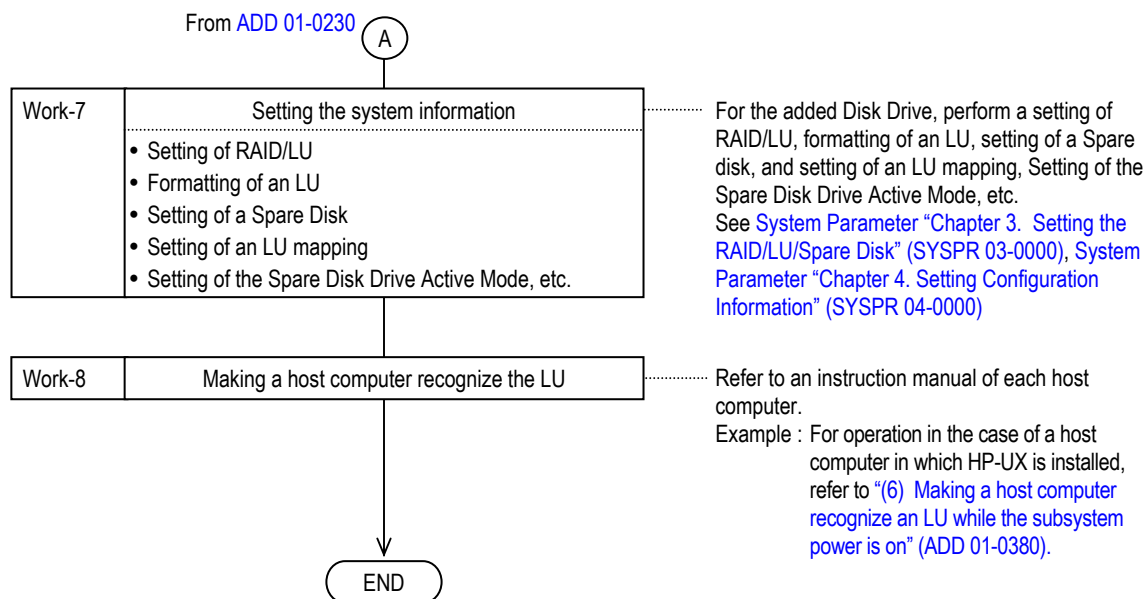 From ADD 01-0230
A
Work-7
Setting the system information
• Setting of RAID/LU
• Formatting of an LU
• Setting of a Spare Disk
• Setting of an LU mapping
• Setting of the Spare Disk Drive Active Mode, etc.
For the added Disk Drive, perform a setting of
RAID/LU, formatting of an LU, setting of a Spare
disk, and setting of an LU mapping, Setting of the
Spare Disk Drive Active Mode, etc.
See System Parameter “Chapter 3. Setting the
RAID/LU/Spare Disk” (SYSPR 03-0000), System
Parameter “Chapter 4. Setting Configuration
Information” (SYSPR 04-0000)
Work-8
Making a host computer recognize the LU
Refer to an instruction manual of each host
computer.
Example : For operation in the case of a host
computer in which HP-UX is installed,
refer to “(6) Making a host computer
recognize an LU while the subsystem
power is on” (ADD 01-0380).
END